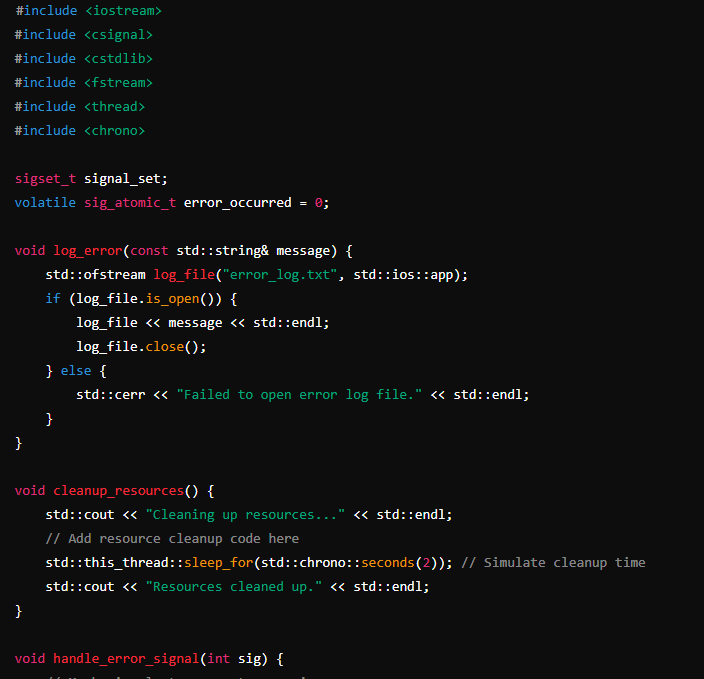 #include <iostream>
#include <csignal>
#include <cstdlib>
#include <fstream>
#include <thread>
#include <chrono>
sigset_t signal_set;
volatile sig_atomic_t error_occurred = 0;
void log_error(const std::string& message) {
    std::ofstream log_file("error_log.txt", std::ios::app);
    if (log_file.is_open()) {
        log_file << message << std::endl;
        log_file.close();
    } else {
        std::cerr << "Failed to open error log file." << std::endl;
    }
}
void cleanup_resources() {
    std::cout << "Cleaning up resources..." << std::endl;
    // Add resource cleanup code here
    std::this_thread::sleep_for(std::chrono::seconds(2)); // Simulate cleanup time
    std::cout << "Resources cleaned up." << std::endl;
}
void handle_error_signal(int sig) {